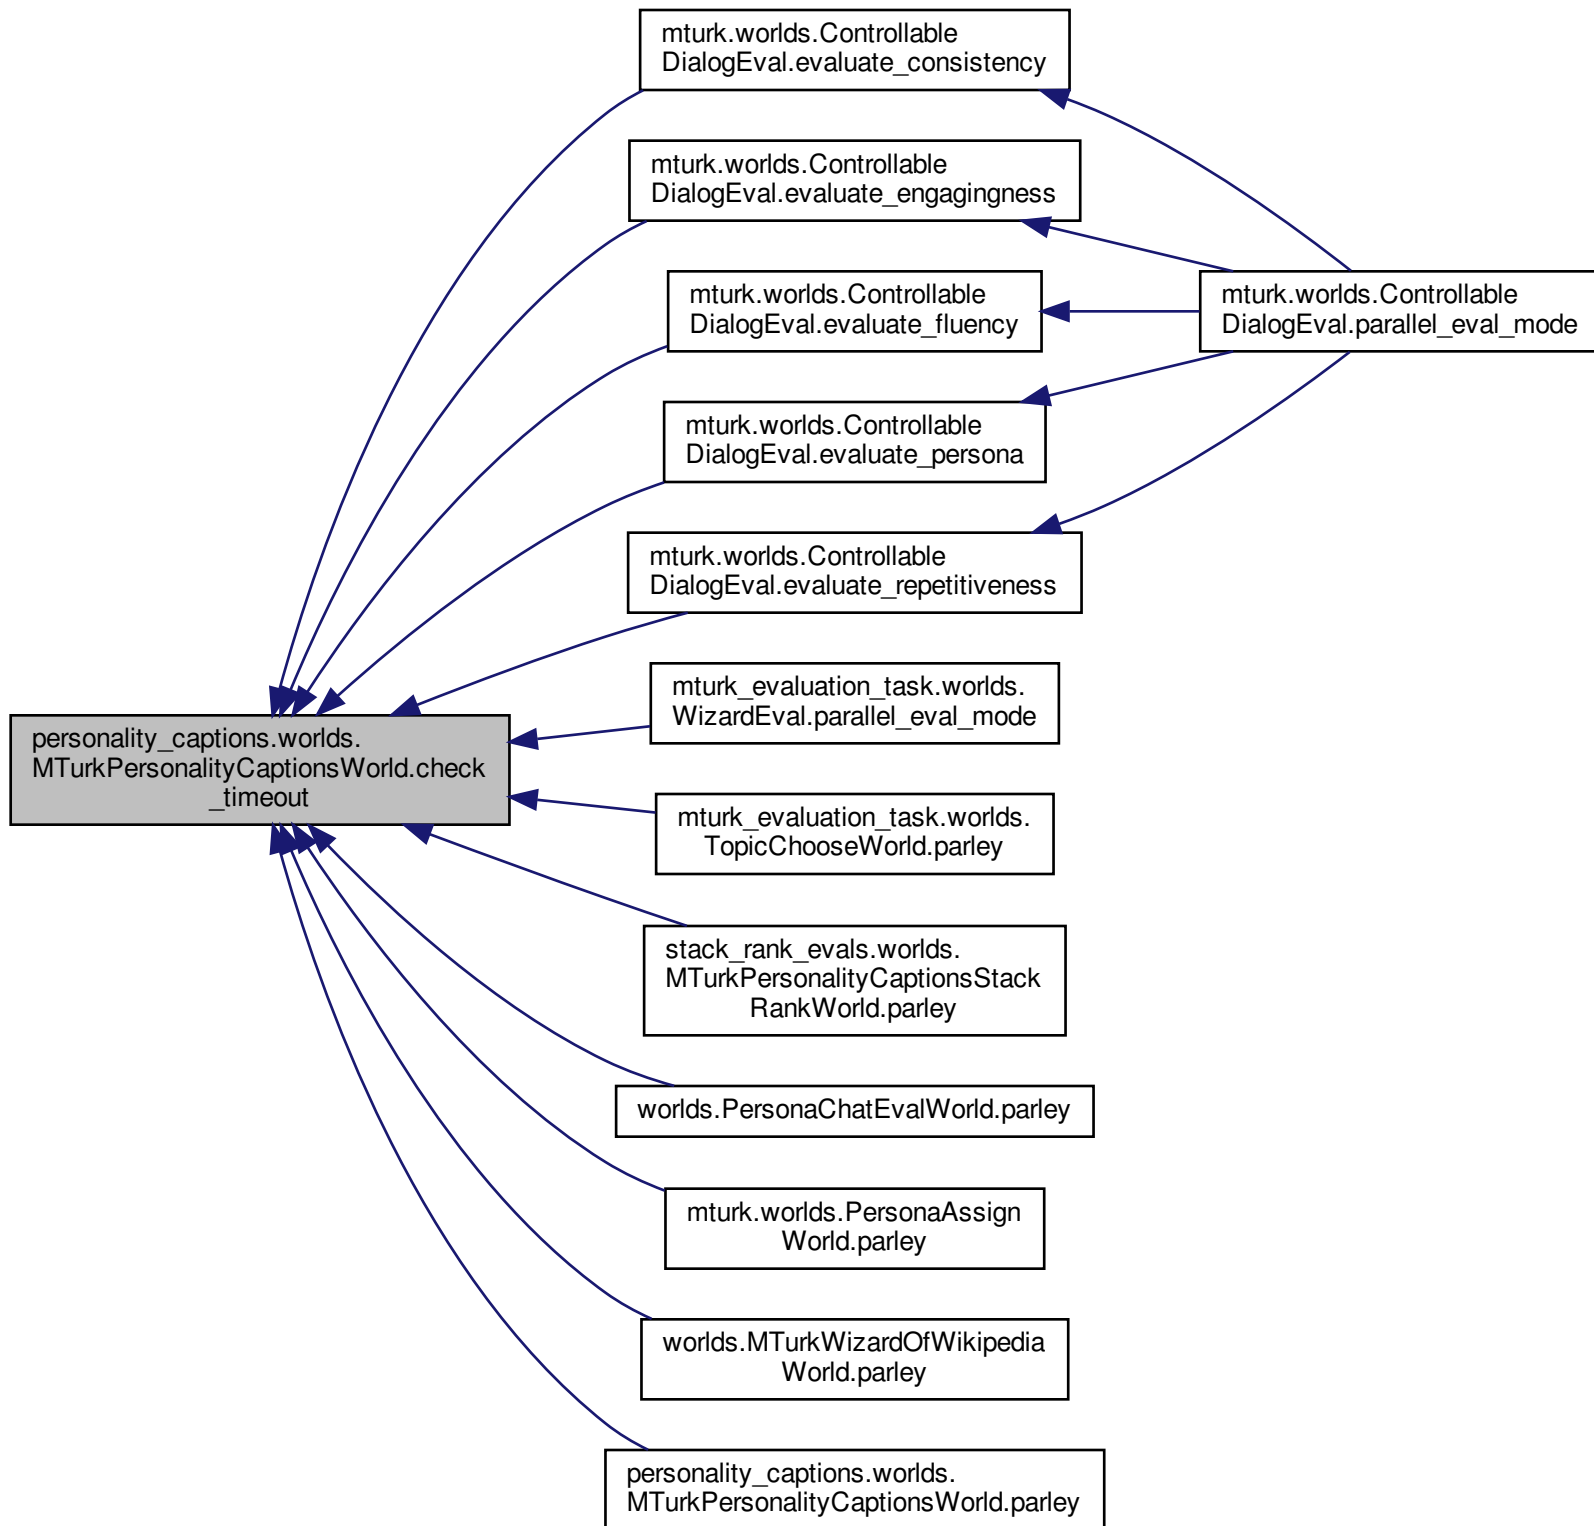 mturk.worlds.Controllable
DialogEval.evaluate_consistency
mturk.worlds.Controllable
DialogEval.evaluate_engagingness
mturk.worlds.Controllable
DialogEval.evaluate_fluency
mturk.worlds.Controllable
DialogEval.parallel_eval_mode
mturk.worlds.Controllable
DialogEval.evaluate_persona
mturk.worlds.Controllable
DialogEval.evaluate_repetitiveness
mturk_evaluation_task.worlds.
WizardEval.parallel_eval_mode
personality_captions.worlds.
MTurkPersonalityCaptionsWorld.check
_timeout
mturk_evaluation_task.worlds.
TopicChooseWorld.parley
stack_rank_evals.worlds.
MTurkPersonalityCaptionsStack
RankWorld.parley
worlds.PersonaChatEvalWorld.parley
mturk.worlds.PersonaAssign
World.parley
worlds.MTurkWizardOfWikipedia
World.parley
personality_captions.worlds.
MTurkPersonalityCaptionsWorld.parley